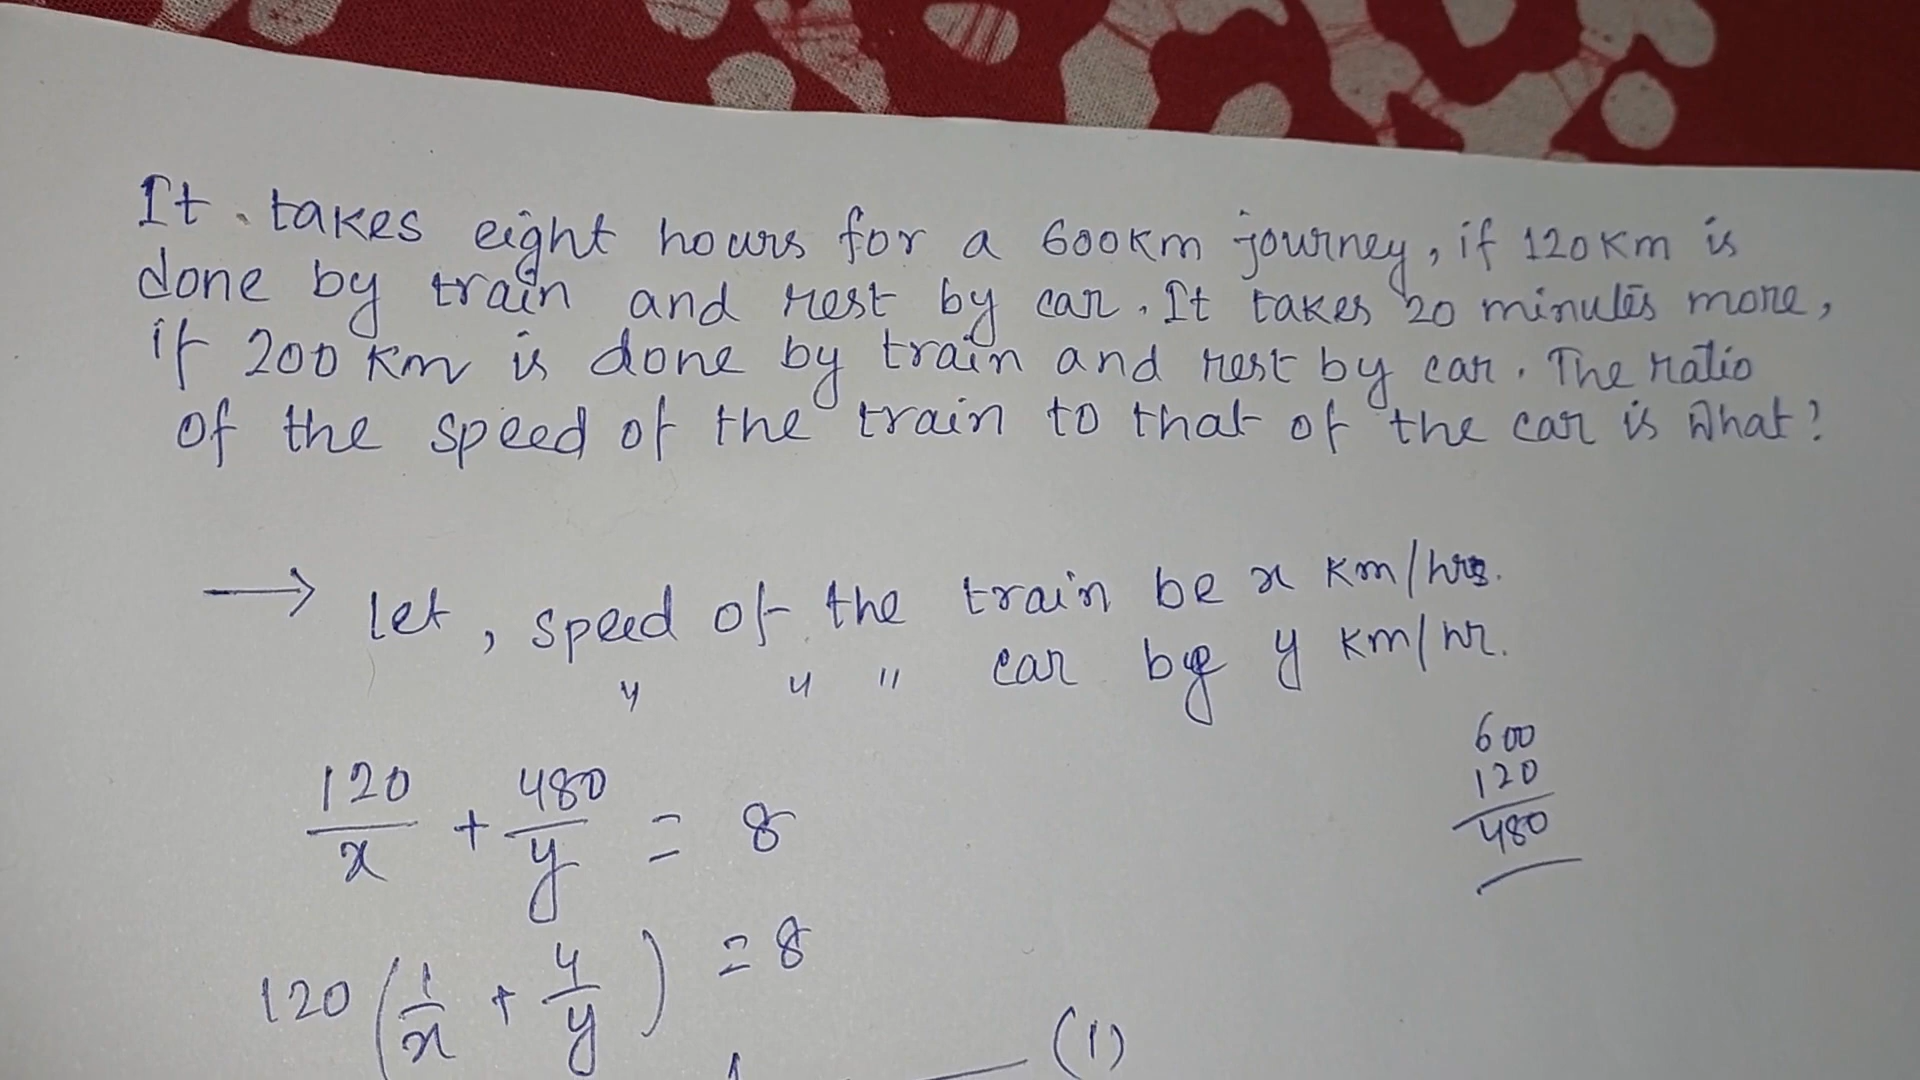 It takes eight hours for a 600km journey, if 120km is
done by train and rest by car. It takes 20 minutes more,
if 200 km is done by train and rest by car. The ratio
of the speed of the train to that of the car is what?
→ let, speed of the train be x km/hrs.
" " " car be y km/hr.
600
120
480
120/x + 480/y = 8
120 (1/x + 4/y) = 8
(1)